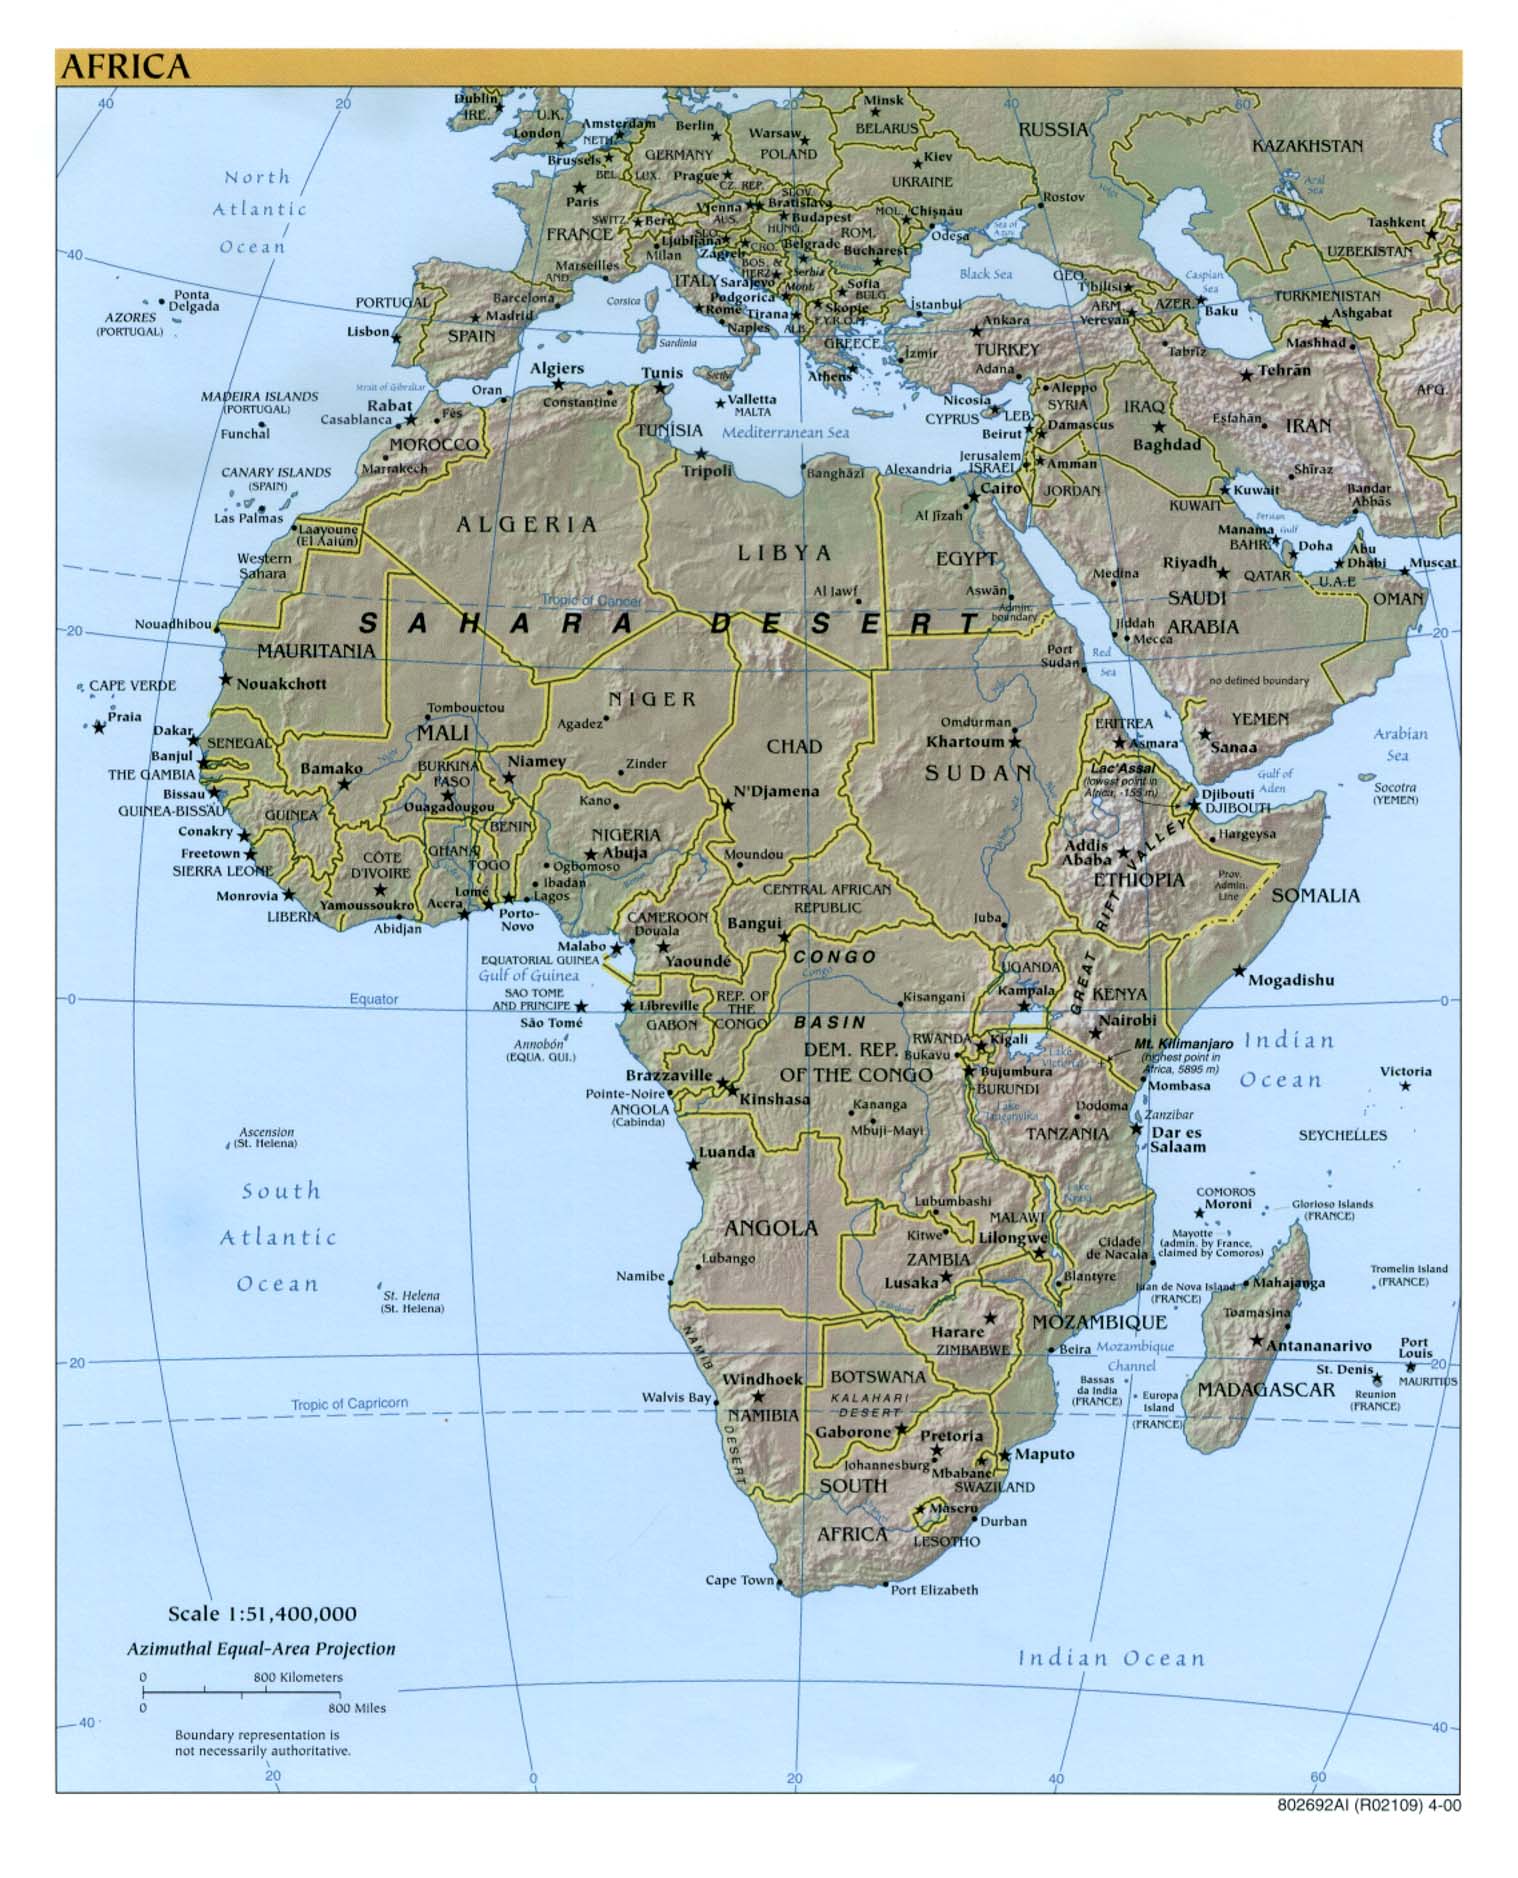 AFRICA
40
20
0
20
40
60
Dublin
IRE.
U.K.
London
Amsterdam
NETH.
Brussels
BEL.
LUX.
Berlin
GERMANY
Warsaw
POLAND
Minsk
BELARUS
RUSSIA
KAZAKHSTAN
Kiev
UKRAINE
Prague
CZ. REP.
SLOV.
Paris
FRANCE
SWITZ.
Bern
Vienna
AUS.
Bratislava
Budapest
HUNG.
MOL.
Chişnău
Rostov
Aral
Sea
Tashkent
UZBEKISTAN
SLO.
Ljubljana
Zagreb
CRO.
Belgrade
ROM.
Bucharest
Odesa
Sea of
Azov
Milan
Marseilles
AND.
ITALY
BOS. &
HERZ.
Sarajevo
Serbia
Mont.
Sofia
BULG.
Black Sea
GEO.
T'bilisi
Caspian
Sea
TURKMENISTAN
Ashgabat
North
Atlantic
Ocean
40
Ponta
Delgada
AZORES
(PORTUGAL)
PORTUGAL
Lisbon
Madrid
SPAIN
Barcelona
Corsica
Sardinia
Rome
Naples
Podgorica
Tirana
ALB.
Skopje
F.Y.R.O.M.
GREECE
Athens
İstanbul
Ankara
TURKEY
İzmir
Adana
ARM.
Yerevan
AZER.
Baku
Tabrīz
Mashhad
Tehrān
AFG.
Sicily
Valletta
MALTA
Nicosia
CYPRUS
LEB.
Beirut
Aleppo
SYRIA
Damascus
IRAQ
Baghdad
Eşfahān
IRAN
Shīraz
Bandar
Abbās
MADEIRA ISLANDS
(PORTUGAL)
Funchal
Strait of Gibraltar
Rabat
Casablanca
Fès
MOROCCO
Marrakech
Oran
Algiers
Constantine
Tunis
TUNISIA
Mediterranean Sea
Tripoli
Banghāzī
Alexandria
Jerusalem
ISRAEL
Amman
JORDAN
Cairo
Al Jīzah
KUWAIT
Kuwait
Persian
Gulf
Manama
BAHR.
Doha
QATAR
Abu
Dhabi
U.A.E
Muscat
OMAN
CANARY ISLANDS
(SPAIN)
Las Palmas
Laayoune
(El Aaiún)
Western
Sahara
ALGERIA
LIBYA
Al Jawf
EGYPT
Aswān
Admin.
boundary
Medina
Riyadh
SAUDI
ARABIA
Jiddah
Mecca
Tropic of Cancer
SAHARA DESERT
20
20
Nouadhibou
MAURITANIA
Nouakchott
CAPE VERDE
Praia
Dakar
SENEGAL
Banjul
THE GAMBIA
Bissau
GUINEA-BISSAU
Tombouctou
MALI
Niger
Bamako
BURKINA
FASO
Ouagadougou
NIGER
Agadez
Niamey
Zinder
CHAD
N'Djamena
Moundou
Omdurman
Khartoum
SUDAN
Nile
Port
Sudan
Red
Sea
no defined boundary
ERITREA
Asmara
YEMEN
Sanaa
Arabian
Sea
Gulf of
Aden
Socotra
(YEMEN)
Lac'Assal
(lowest point in
Africa, -155 m)
Djibouti
DJIBOUTI
Hargeysa
Addis
Ababa
ETHIOPIA
GREAT RIFT VALLEY
Prov.
Admin.
Line
SOMALIA
Mogadishu
GUINEA
Conakry
Freetown
SIERRA LEONE
Monrovia
LIBERIA
CÔTE
D'IVOIRE
Yamoussoukro
Abidjan
GHANA
Accra
TOGO
Lomé
BENIN
Porto-
Novo
Kano
NIGERIA
Abuja
Ogbomoso
Ibadan
Lagos
Benue
CENTRAL AFRICAN
REPUBLIC
Bangui
Juba
CAMEROON
Douala
Yaoundé
Malabo
EQUATORIAL GUINEA
Gulf of Guinea
SAO TOME
AND PRINCIPE
São Tomé
Annobón
(EQUA. GUI.)
0
Equator
0
Libreville
GABON
REP. OF
THE
CONGO
CONGO
Congo
BASIN
Kisangani
DEM. REP.
OF THE CONGO
Brazzaville
Kinshasa
Pointe-Noire
ANGOLA
(Cabinda)
Kananga
Mbuji-Mayi
UGANDA
Kampala
KENYA
Nairobi
RWANDA
Kigali
Bukavu
Bujumbura
BURUNDI
Lake
Victoria
Lake
Tanganyika
Mt. Kilimanjaro
(highest point in
Africa, 5895 m)
Mombasa
Dodoma
Zanzibar
TANZANIA
Dar es
Salaam
Indian
Ocean
Victoria
SEYCHELLES
Ascension
(St. Helena)
South
Atlantic
Ocean
St. Helena
(St. Helena)
Luanda
ANGOLA
Lubango
Namibe
Lubumbashi
Kitwe
ZAMBIA
Lusaka
MALAWI
Lilongwe
Lake
Nyasa
Blantyre
Cidade
de Nacala
COMOROS
Moroni
Mayotte
(admin. by France,
claimed by Comoros)
Glorioso Islands
(FRANCE)
Juan de Nova Island
(FRANCE)
Mahajanga
Tromelin Island
(FRANCE)
Toamasina
Antananarivo
MADAGASCAR
Port
Louis
MAURITIUS
St. Denis
Reunion
(FRANCE)
Zambezi
Harare
ZIMBABWE
MOZAMBIQUE
Beira
Mozambique
Channel
Bassas
da India
(FRANCE)
Europa
Island
(FRANCE)
20
20
NAMIB
DESERT
Windhoek
NAMIBIA
Walvis Bay
BOTSWANA
KALAHARI
DESERT
Gaborone
Tropic of Capricorn
Pretoria
Johannesburg
Maputo
Mbabane
SWAZILAND
SOUTH
AFRICA
Maseru
LESOTHO
Durban
Cape Town
Port Elizabeth
Scale 1:51,400,000
Azimuthal Equal-Area Projection
0
800 Kilometers
0
800 Miles
Boundary representation is
not necessarily authoritative.
Indian Ocean
40
40
20
0
20
40
60
802692AI (R02109) 4-00